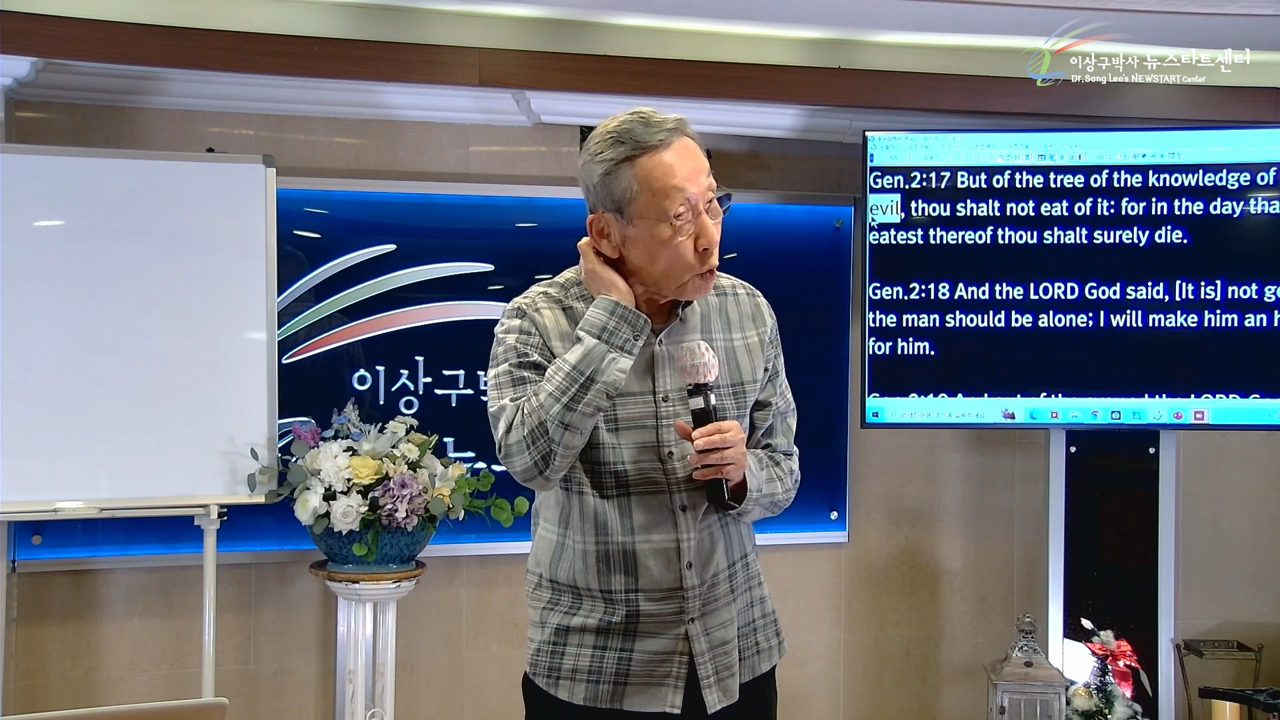 이상구박사 뉴스타트센터
Dr. Sang Lee's NEWSTART Center
Gen.2:17 But of the tree of the knowledge of
evil, thou shalt not eat of it: for in the day tha
eatest thereof thou shalt surely die.
Gen.2:18 And the LORD God said, [It is] not go
the man should be alone; I will make him an h
for him.
이상구